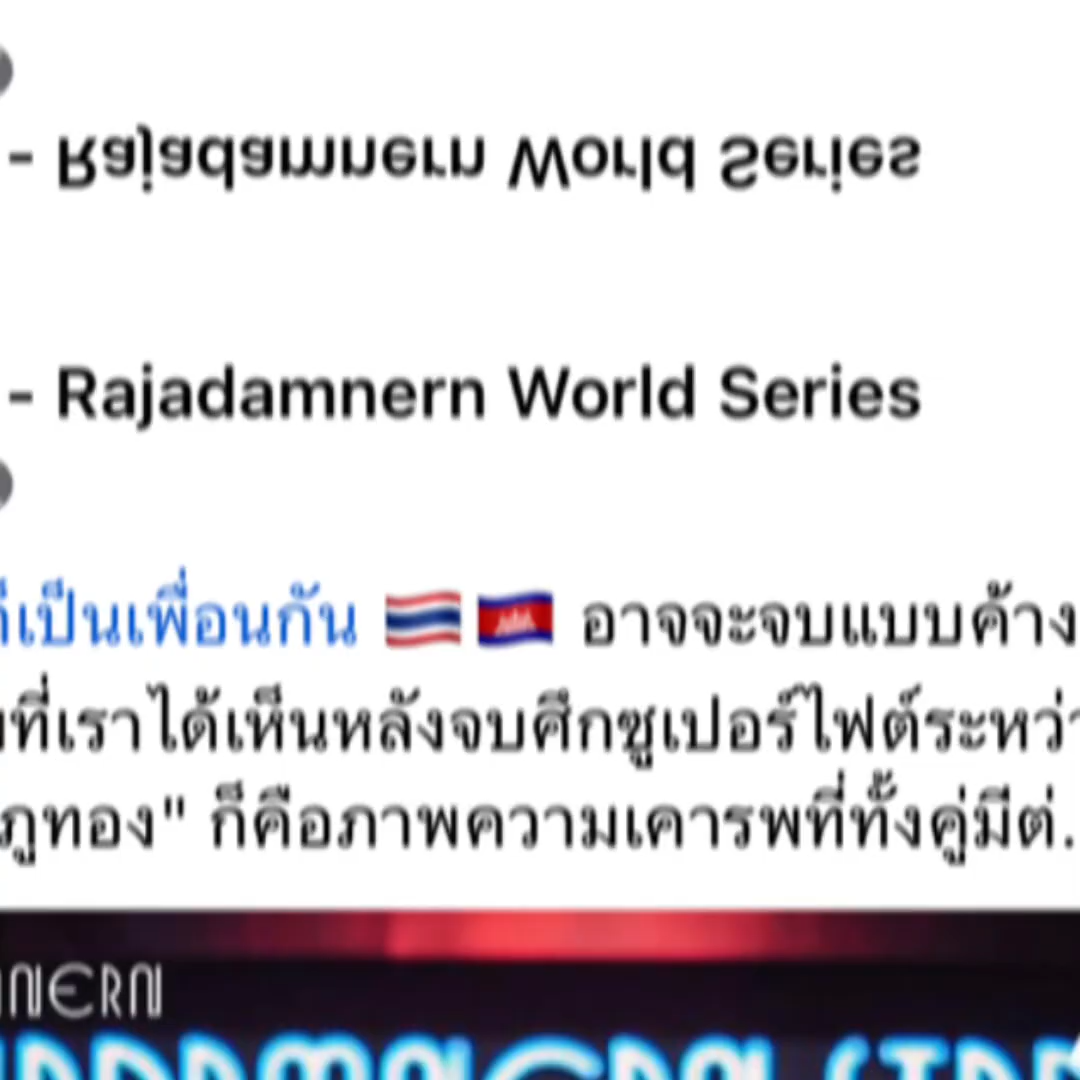 - Rajadamnern World Series
- Rajadamnern World Series
เป็นเพื่อนกัน 🇹🇭🇰🇭 อาจจะจบแบบค้าง
ที่เราได้เห็นหลังจบศึกซูเปอร์ไฟต์ระหว่า
ภูทอง" ก็คือภาพความเคารพที่ทั้งคู่มีต่...
NERN